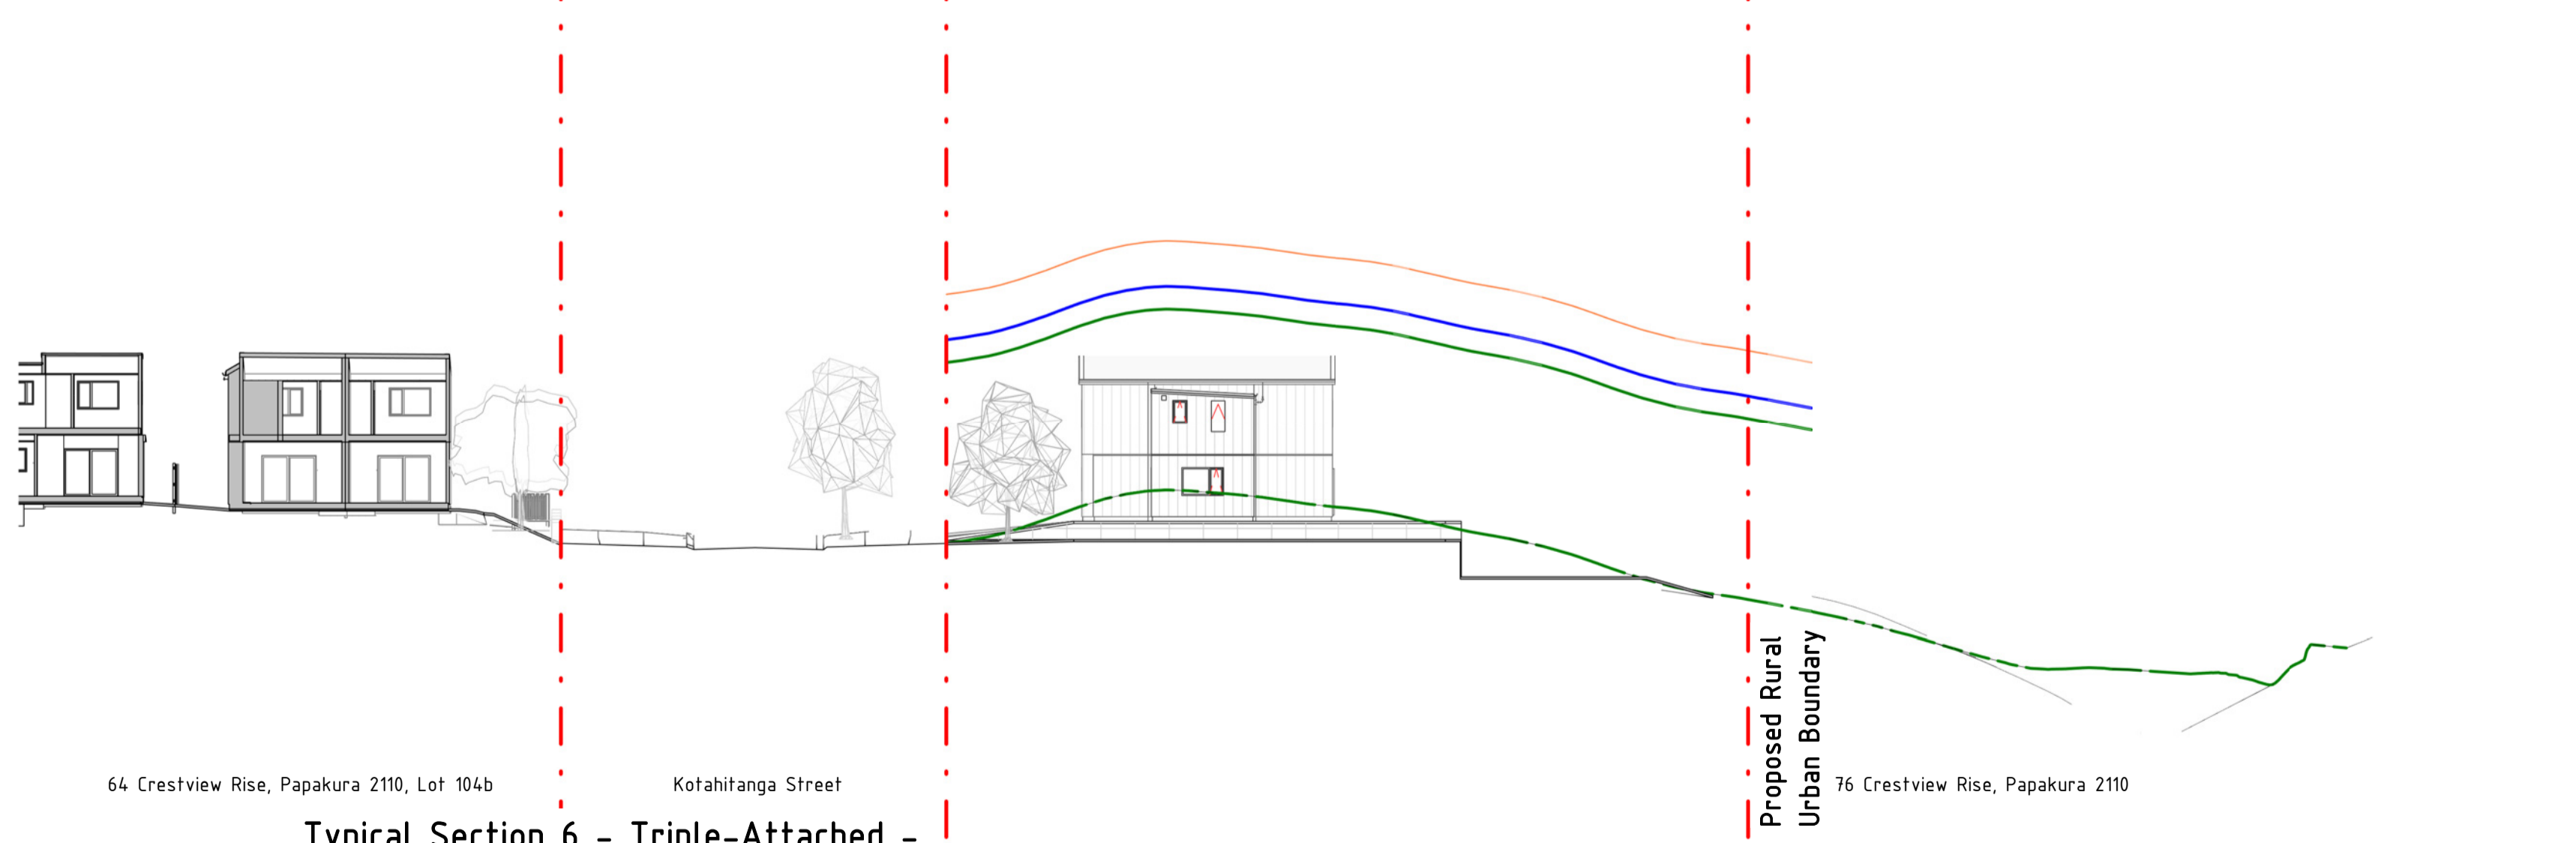 64 Crestview Rise, Papakura 2110, Lot 104b
Kotahitanga Street
Proposed Rural
Urban Boundary
76 Crestview Rise, Papakura 2110
Typical Section 6 - Triple-Attached -